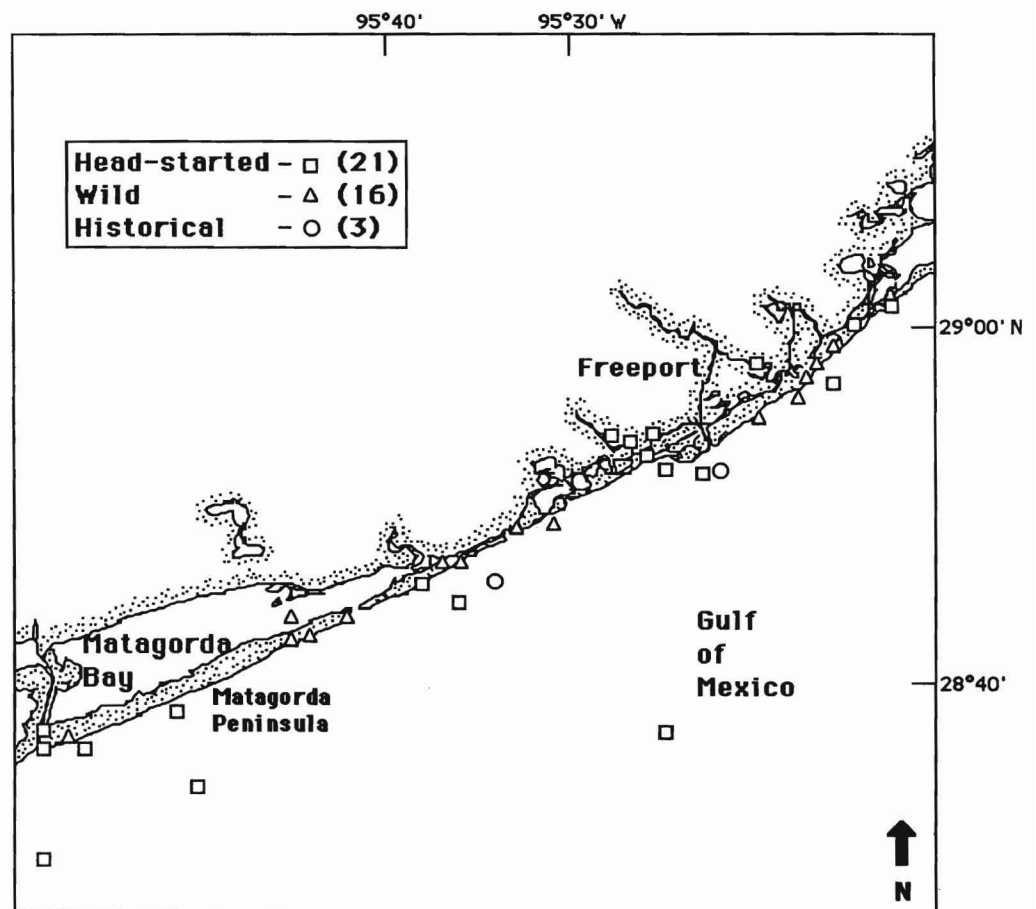 95°40' 95°30' W
Head-started - □ (21)
Wild - △ (16)
Historical - ○ (3)
29°00' N
Freeport
Matagorda
Bay
Gulf
of
Mexico
28°40'
Matagorda
Peninsula
N